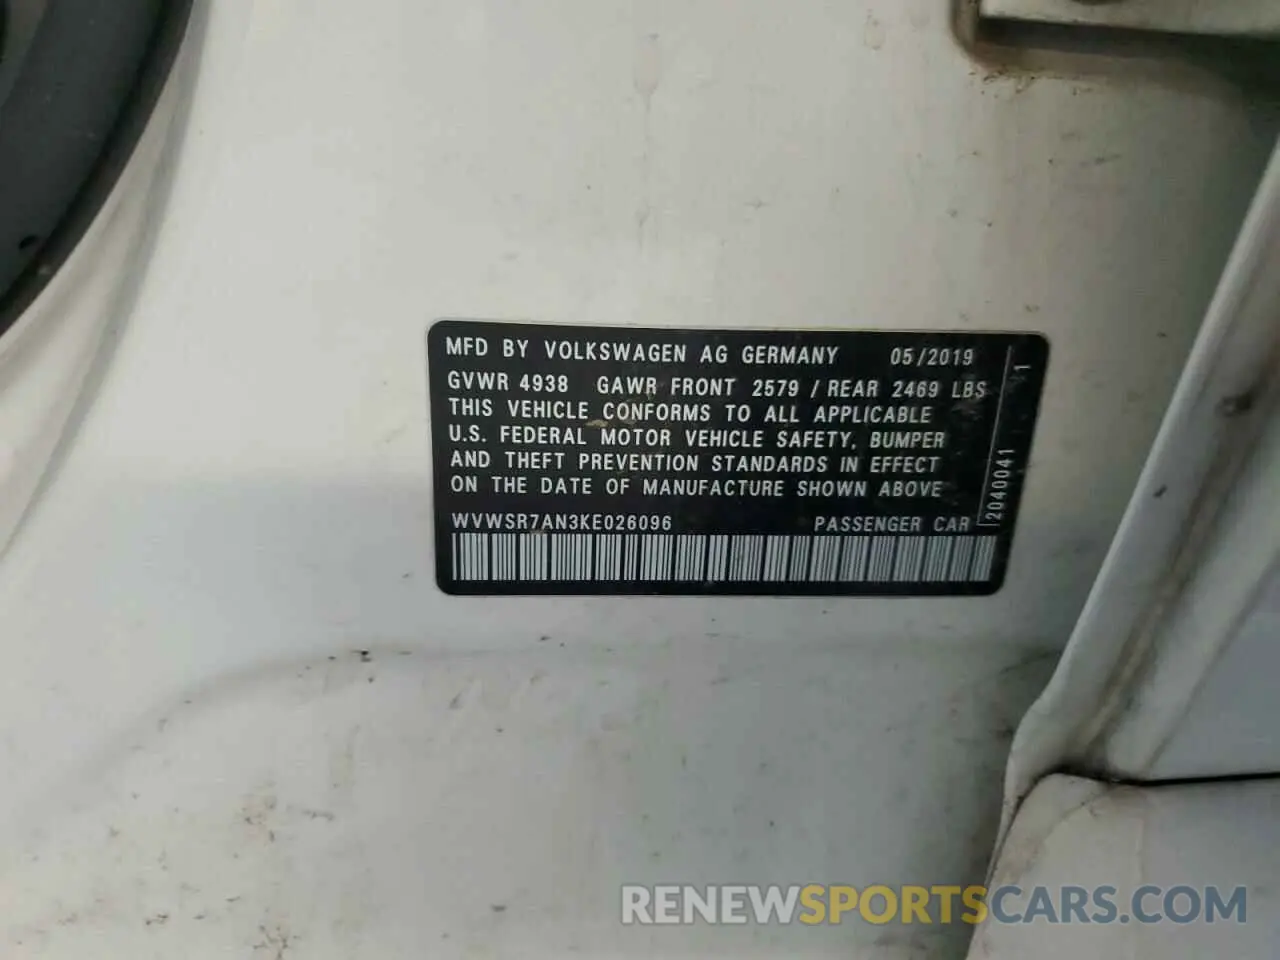 MFD BY VOLKSWAGEN AG GERMANY 05/2019
GVWR 4938 GAWR FRONT 2579 / REAR 2469 LBS
THIS VEHICLE CONFORMS TO ALL APPLICABLE
U.S. FEDERAL MOTOR VEHICLE SAFETY, BUMPER
AND THEFT PREVENTION STANDARDS IN EFFECT
ON THE DATE OF MANUFACTURE SHOWN ABOVE
WVWSR7AN3KE026096 PASSENGER CAR
2040041 1
RENEWSPORTSCARS.COM